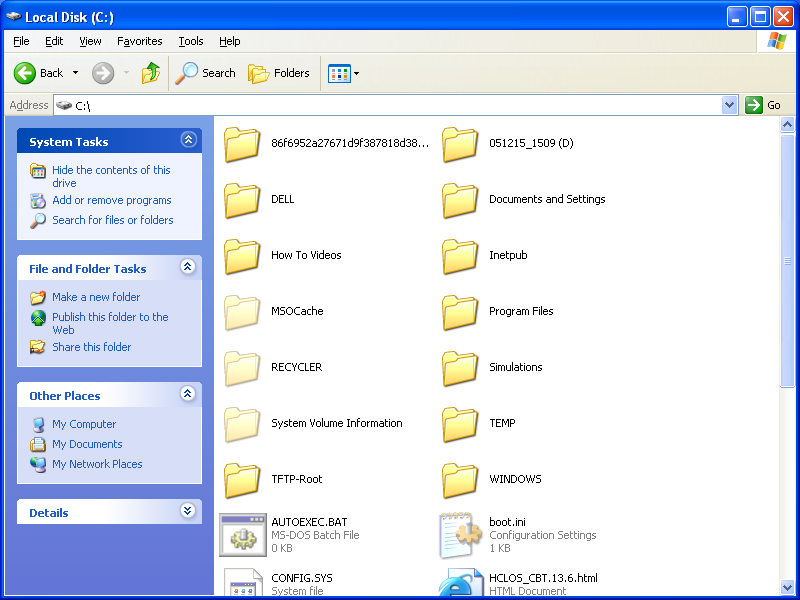 Local Disk (C:)
File Edit View Favorites Tools Help
Back Search Folders
Address C:\ Go
System Tasks
Hide the contents of this
drive
Add or remove programs
Search for files or folders
File and Folder Tasks
Make a new folder
Publish this folder to the
Web
Share this folder
Other Places
My Computer
My Documents
My Network Places
Details
86f6952a27671d9f387818d38...
051215_1509 (D)
DELL
Documents and Settings
How To Videos
Inetpub
MSOCache
Program Files
RECYCLER
Simulations
System Volume Information
TEMP
TFTP-Root
WINDOWS
AUTOEXEC.BAT
MS-DOS Batch File
0 KB
boot.ini
Configuration Settings
1 KB
CONFIG.SYS
System file
HCLOS_CBT.13.6.html
HTML Document